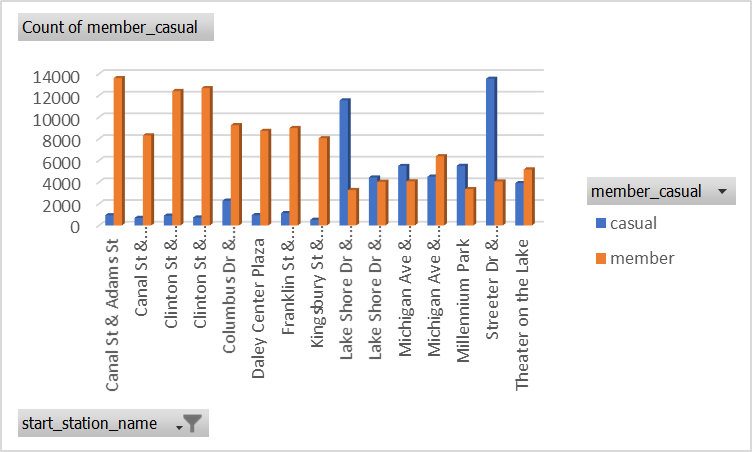 Count of member_casual
14000
12000
10000
8000
6000
4000
2000
0
Canal St & Adams St
Canal St &...
Clinton St &...
Clinton St &...
Columbus Dr &...
Daley Center Plaza
Franklin St &...
Kingsbury St &...
Lake Shore Dr &...
Lake Shore Dr &...
Michigan Ave &...
Michigan Ave &...
Millennium Park
Streeter Dr &...
Theater on the Lake
member_casual
casual
member
start_station_name